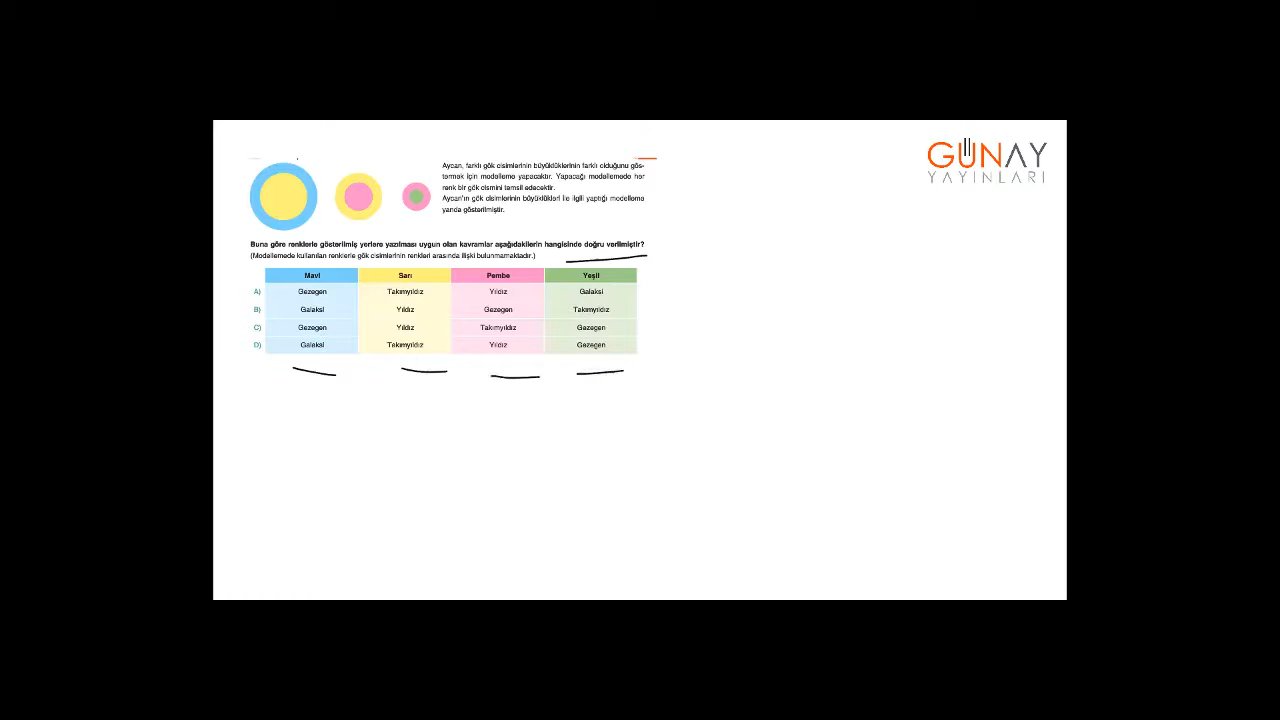 GÜNAY
YAYINLARI
Aycan, farklı gök cisimlerinin büyüklüklerinin farklı olduğunu gös-
termek için modelleme yapacaktır. Yapacağı modellemede her
renk bir gök cismini temsil edecektir.
Aycan'ın gök cisimlerinin büyüklükleri ile ilgili yaptığı modelleme
yanda gösterilmiştir.
Buna göre renklerle gösterilmiş yerlere yazılması uygun olan kavramlar aşağıdakilerin hangisinde doğru verilmiştir?
(Modellemede kullanılan renklerle gök cisimlerinin renkleri arasında ilişki bulunmamaktadır.)
Mavi Sarı Pembe Yeşil
A) Gezegen Takımyıldız Yıldız Galaksi
B) Galaksi Yıldız Gezegen Takımyıldız
C) Gezegen Yıldız Takımyıldız Gezegen
D) Galaksi Takımyıldız Yıldız Gezegen